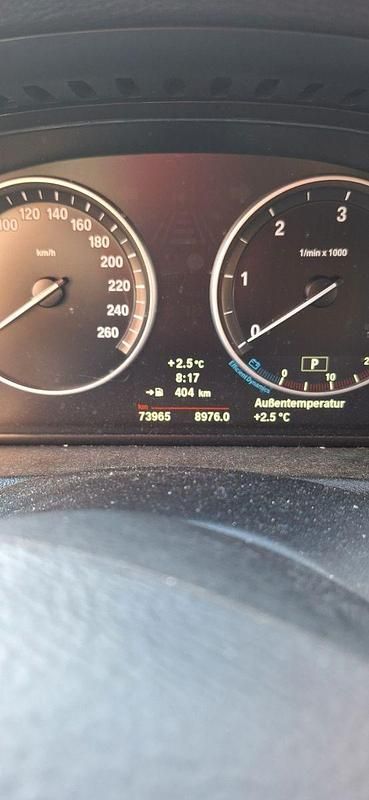 100 120 140 160
180
200
220
240
260
km/h
2 3
1/min x 1000
1
0
P
EfficientDynamics
0 10 2
+2.5 °C
8:17
404 km
km
73965 8976.0
Außentemperatur
+2.5 °C